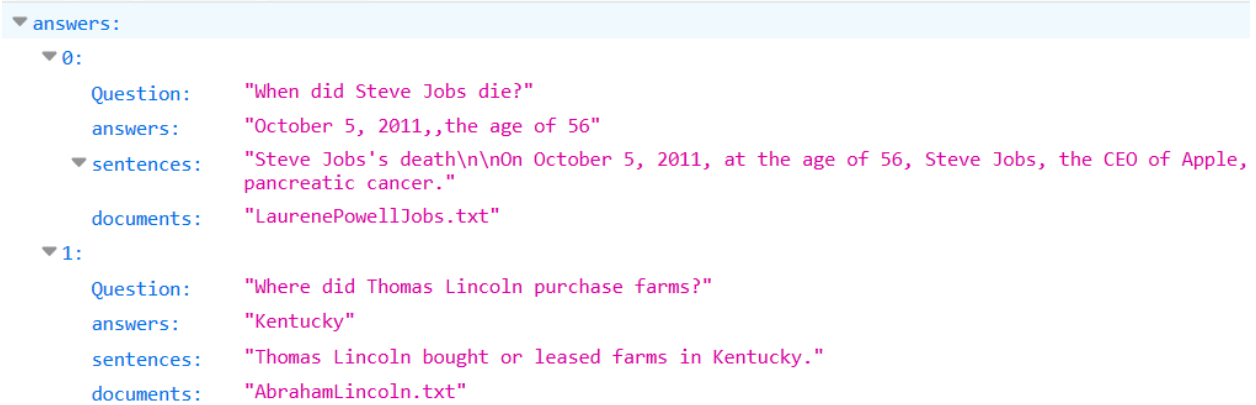 answers:
0:
Question: "When did Steve Jobs die?"
answers: "October 5, 2011,,the age of 56"
sentences: "Steve Jobs's death\n\nOn October 5, 2011, at the age of 56, Steve Jobs, the CEO of Apple,
pancreatic cancer."
documents: "LaurenePowellJobs.txt"
1:
Question: "Where did Thomas Lincoln purchase farms?"
answers: "Kentucky"
sentences: "Thomas Lincoln bought or leased farms in Kentucky."
documents: "AbrahamLincoln.txt"